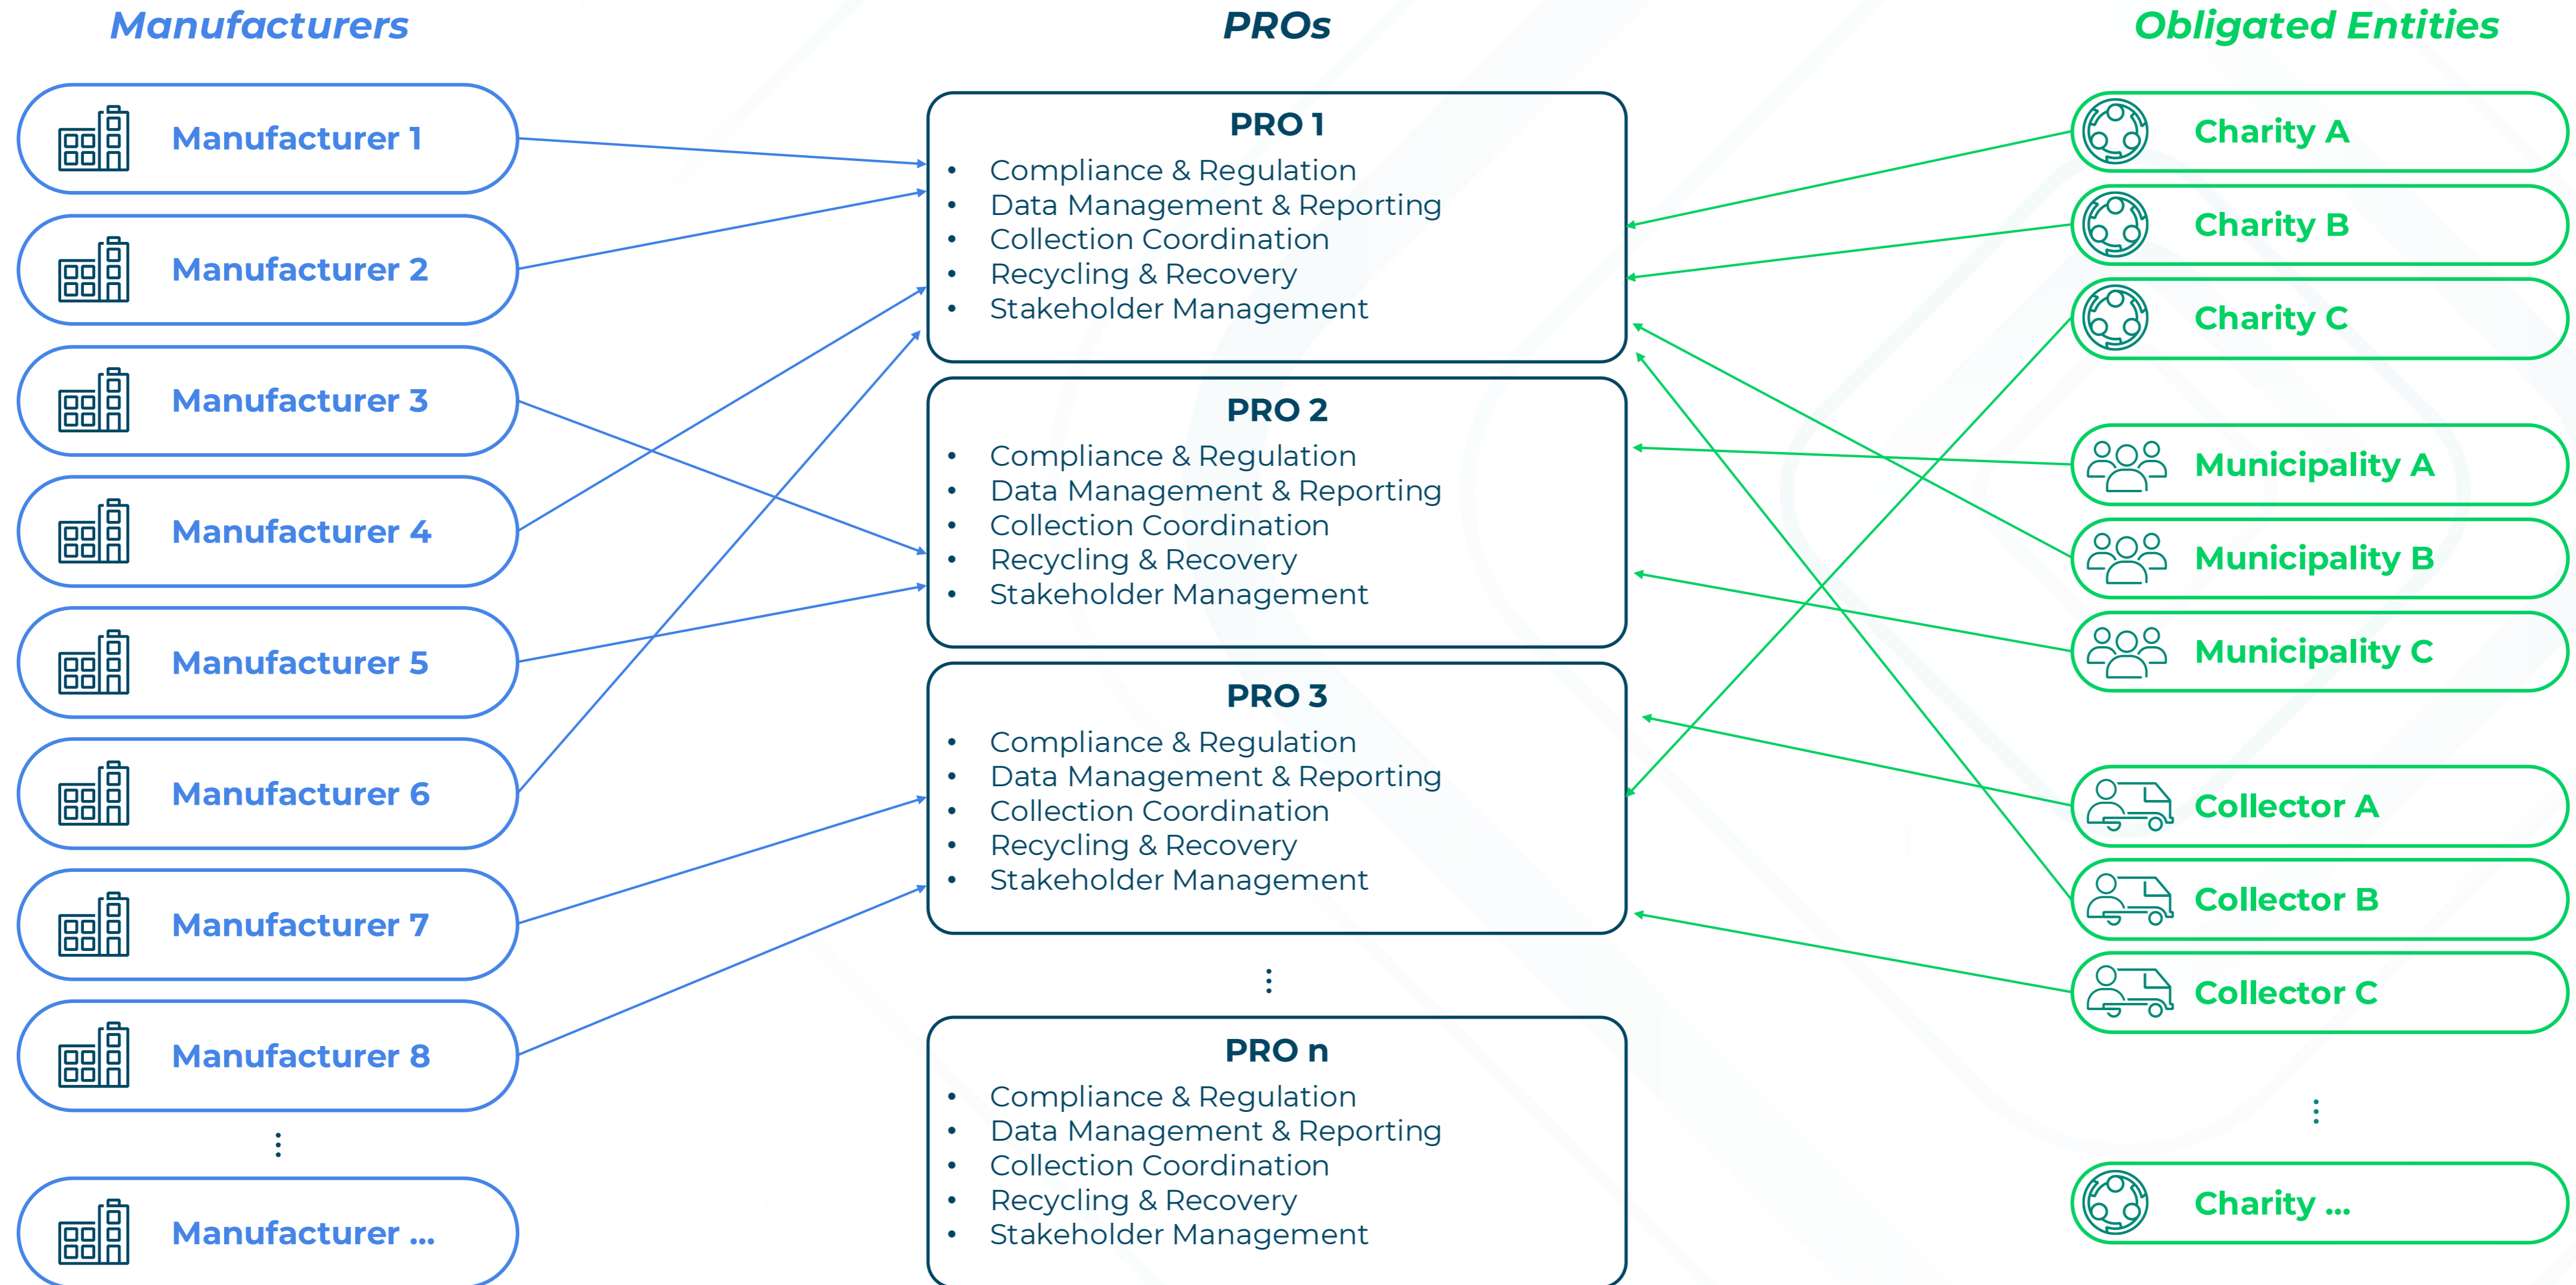 Manufacturers
Manufacturer 1
Manufacturer 2
Manufacturer 3
Manufacturer 4
Manufacturer 5
Manufacturer 6
Manufacturer 7
Manufacturer 8
⋮
Manufacturer ...
PROs
PRO 1
• Compliance & Regulation
• Data Management & Reporting
• Collection Coordination
• Recycling & Recovery
• Stakeholder Management
PRO 2
• Compliance & Regulation
• Data Management & Reporting
• Collection Coordination
• Recycling & Recovery
• Stakeholder Management
PRO 3
• Compliance & Regulation
• Data Management & Reporting
• Collection Coordination
• Recycling & Recovery
• Stakeholder Management
⋮
PRO n
• Compliance & Regulation
• Data Management & Reporting
• Collection Coordination
• Recycling & Recovery
• Stakeholder Management
Obligated Entities
Charity A
Charity B
Charity C
Municipality A
Municipality B
Municipality C
Collector A
Collector B
Collector C
⋮
Charity ...